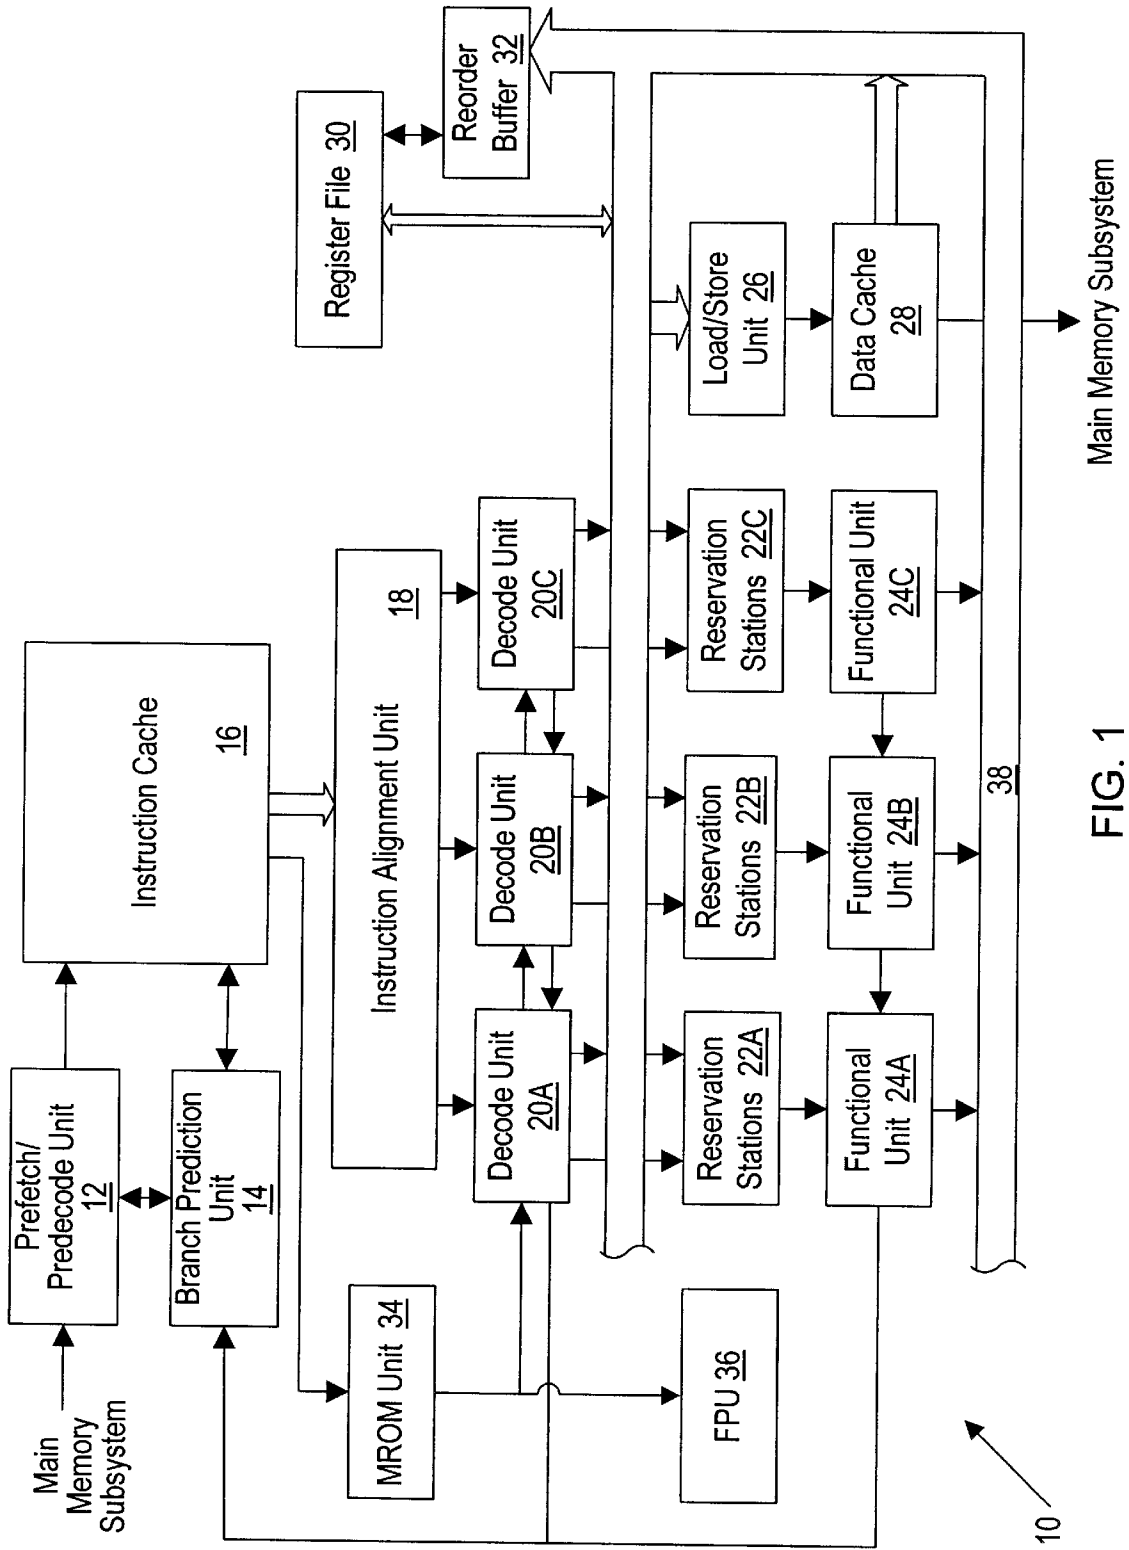 Main
Memory
Subsystem
Prefetch/
Predecode Unit
12
Branch Prediction
Unit
14
Instruction Cache
16
Register File 30
Reorder
Buffer 32
MROM Unit 34
Instruction Alignment Unit
18
Decode Unit
20A
Decode Unit
20B
Decode Unit
20C
FPU 36
Reservation
Stations 22A
Reservation
Stations 22B
Reservation
Stations 22C
Load/Store
Unit 26
Functional
Unit 24A
Functional
Unit 24B
Functional Unit
24C
Data Cache
28
38
Main Memory Subsystem
10
FIG. 1